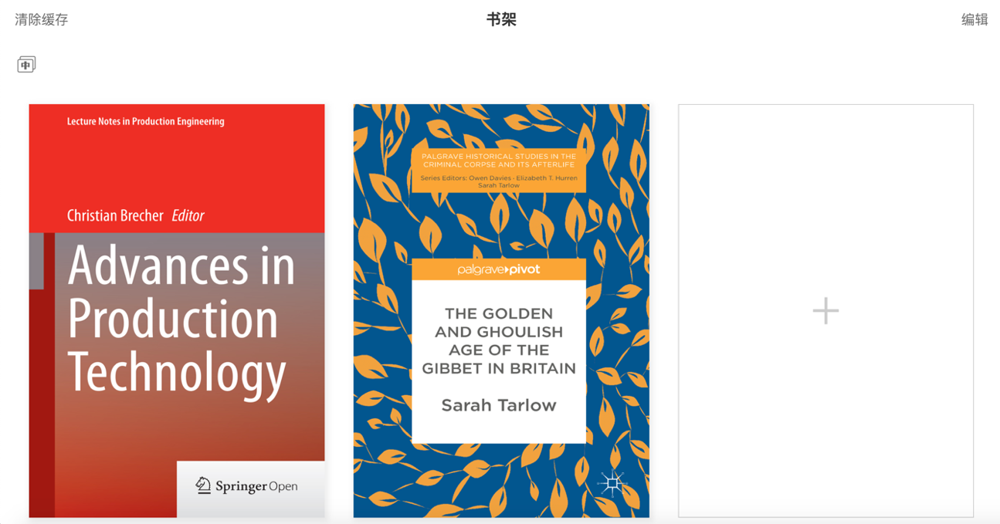 清除缓存
书架
编辑
中
Lecture Notes in Production Engineering
Christian Brecher Editor
Advances in
Production
Technology
Springer Open
PALGRAVE HISTORICAL STUDIES IN THE
CRIMINAL CORPSE AND ITS AFTERLIFE
Series Editors: Owen Davies · Elizabeth T. Hurren
Sarah Tarlow
palgrave pivot
THE GOLDEN
AND GHOULISH
AGE OF THE
GIBBET IN BRITAIN
Sarah Tarlow